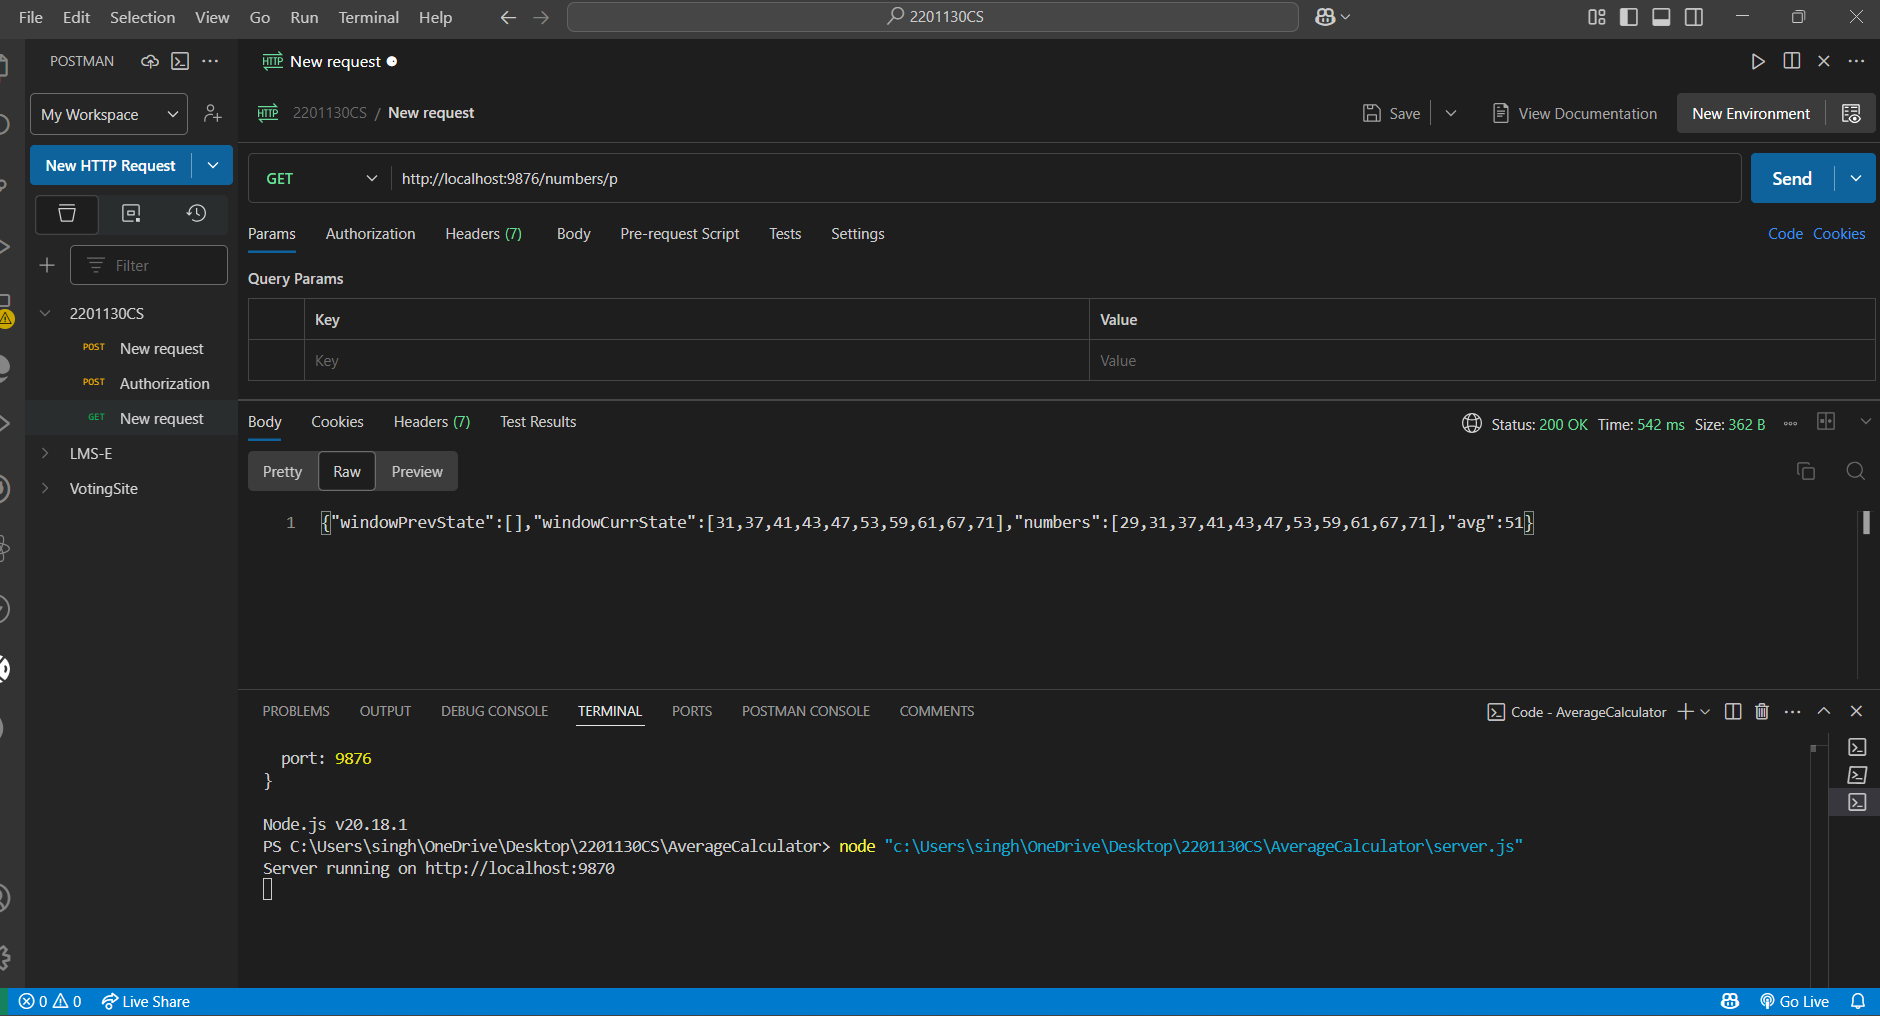 File Edit Selection View Go Run Terminal Help 2201130CS
POSTMAN
New request
My Workspace
HTTP 2201130CS / New request Save View Documentation New Environment
New HTTP Request
GET http://localhost:9876/numbers/p Send
Params Authorization Headers (7) Body Pre-request Script Tests Settings Code Cookies
Filter
Query Params
Key Value
Key Value
2201130CS
POST New request
POST Authorization
GET New request
LMS-E
VotingSite
Body Cookies Headers (7) Test Results Status: 200 OK Time: 542 ms Size: 362 B
Pretty Raw Preview
1 {"windowPrevState":[],"windowCurrState":[31,37,41,43,47,53,59,61,67,71],"numbers":[29,31,37,41,43,47,53,59,61,67,71],"avg":51}
PROBLEMS OUTPUT DEBUG CONSOLE TERMINAL PORTS POSTMAN CONSOLE COMMENTS Code - AverageCalculator
port: 9876
}
Node.js v20.18.1
PS C:\Users\singh\OneDrive\Desktop\2201130CS\AverageCalculator> node "c:\Users\singh\OneDrive\Desktop\2201130CS\AverageCalculator\server.js"
Server running on http://localhost:9870
0 0 Live Share Go Live